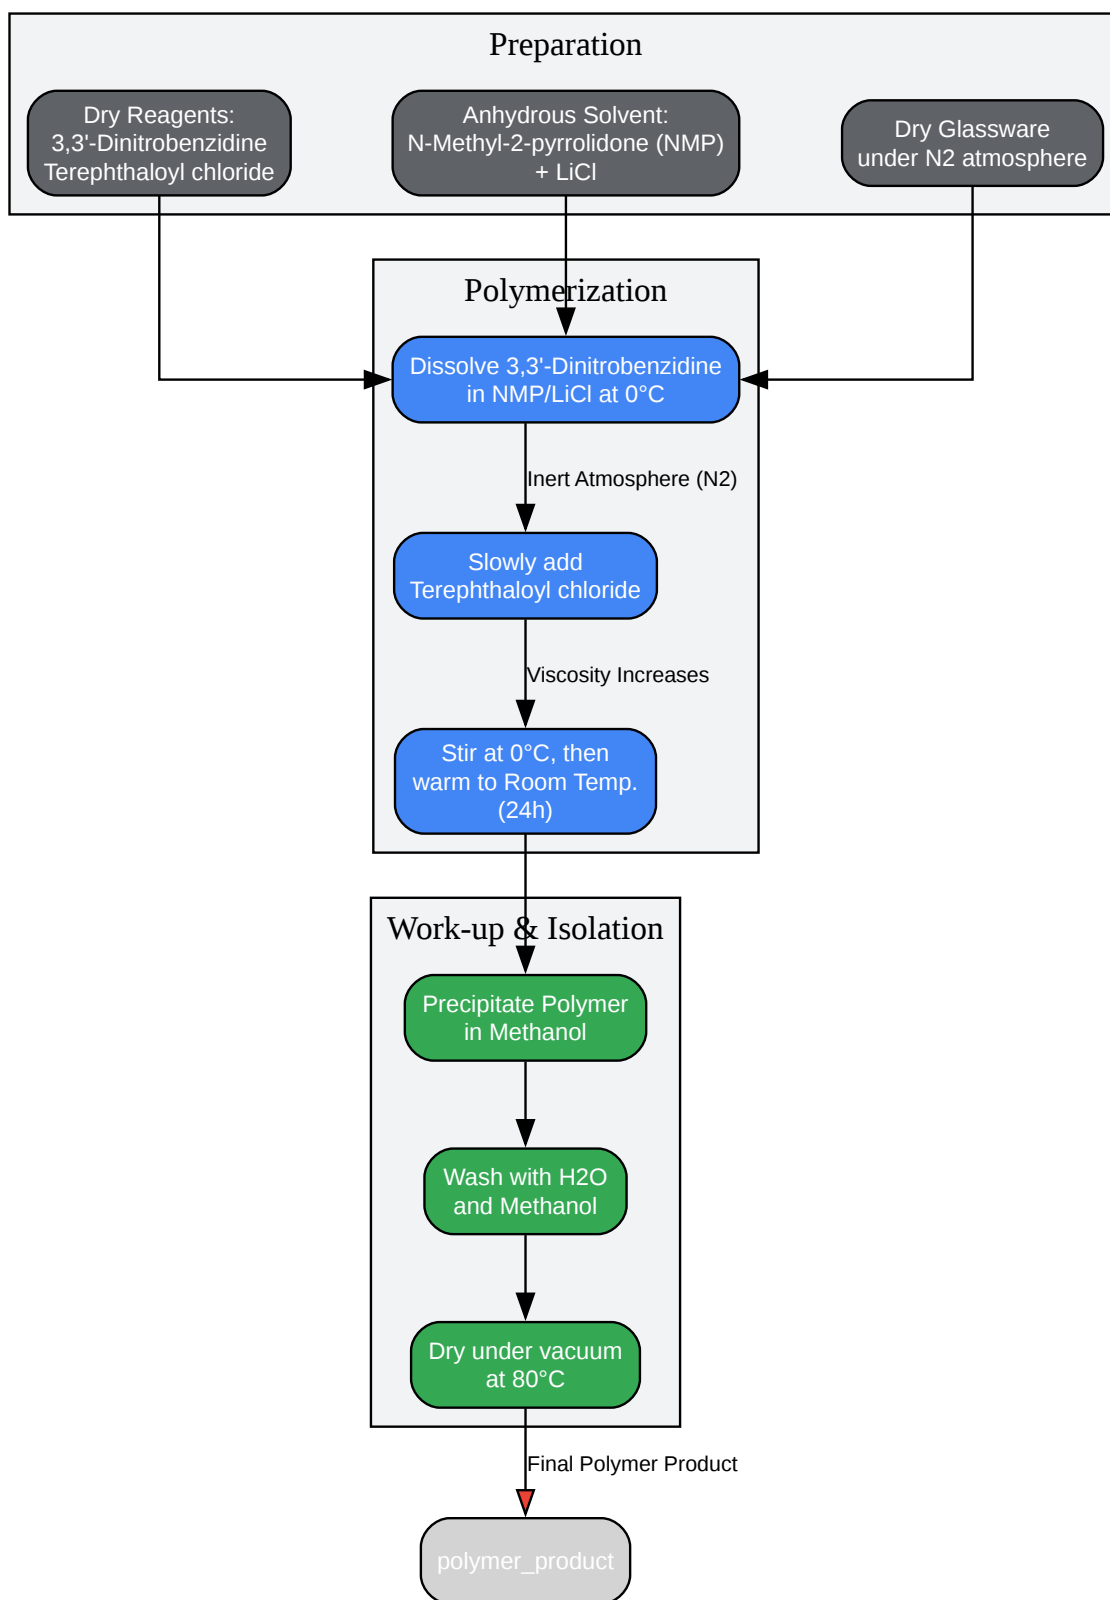 Preparation
Dry Reagents:
3,3'-Dinitrobenzidine
Terephthaloyl chloride
Anhydrous Solvent:
N-Methyl-2-pyrrolidone (NMP)
+ LiCl
Dry Glassware
under N2 atmosphere
Polymerization
Dissolve 3,3'-Dinitrobenzidine
in NMP/LiCl at 0°C
Inert Atmosphere (N2)
Slowly add
Terephthaloyl chloride
Viscosity Increases
Stir at 0°C, then
warm to Room Temp.
(24h)
Work-up & Isolation
Precipitate Polymer
in Methanol
Wash with H2O
and Methanol
Dry under vacuum
at 80°C
Final Polymer Product
polymer_product